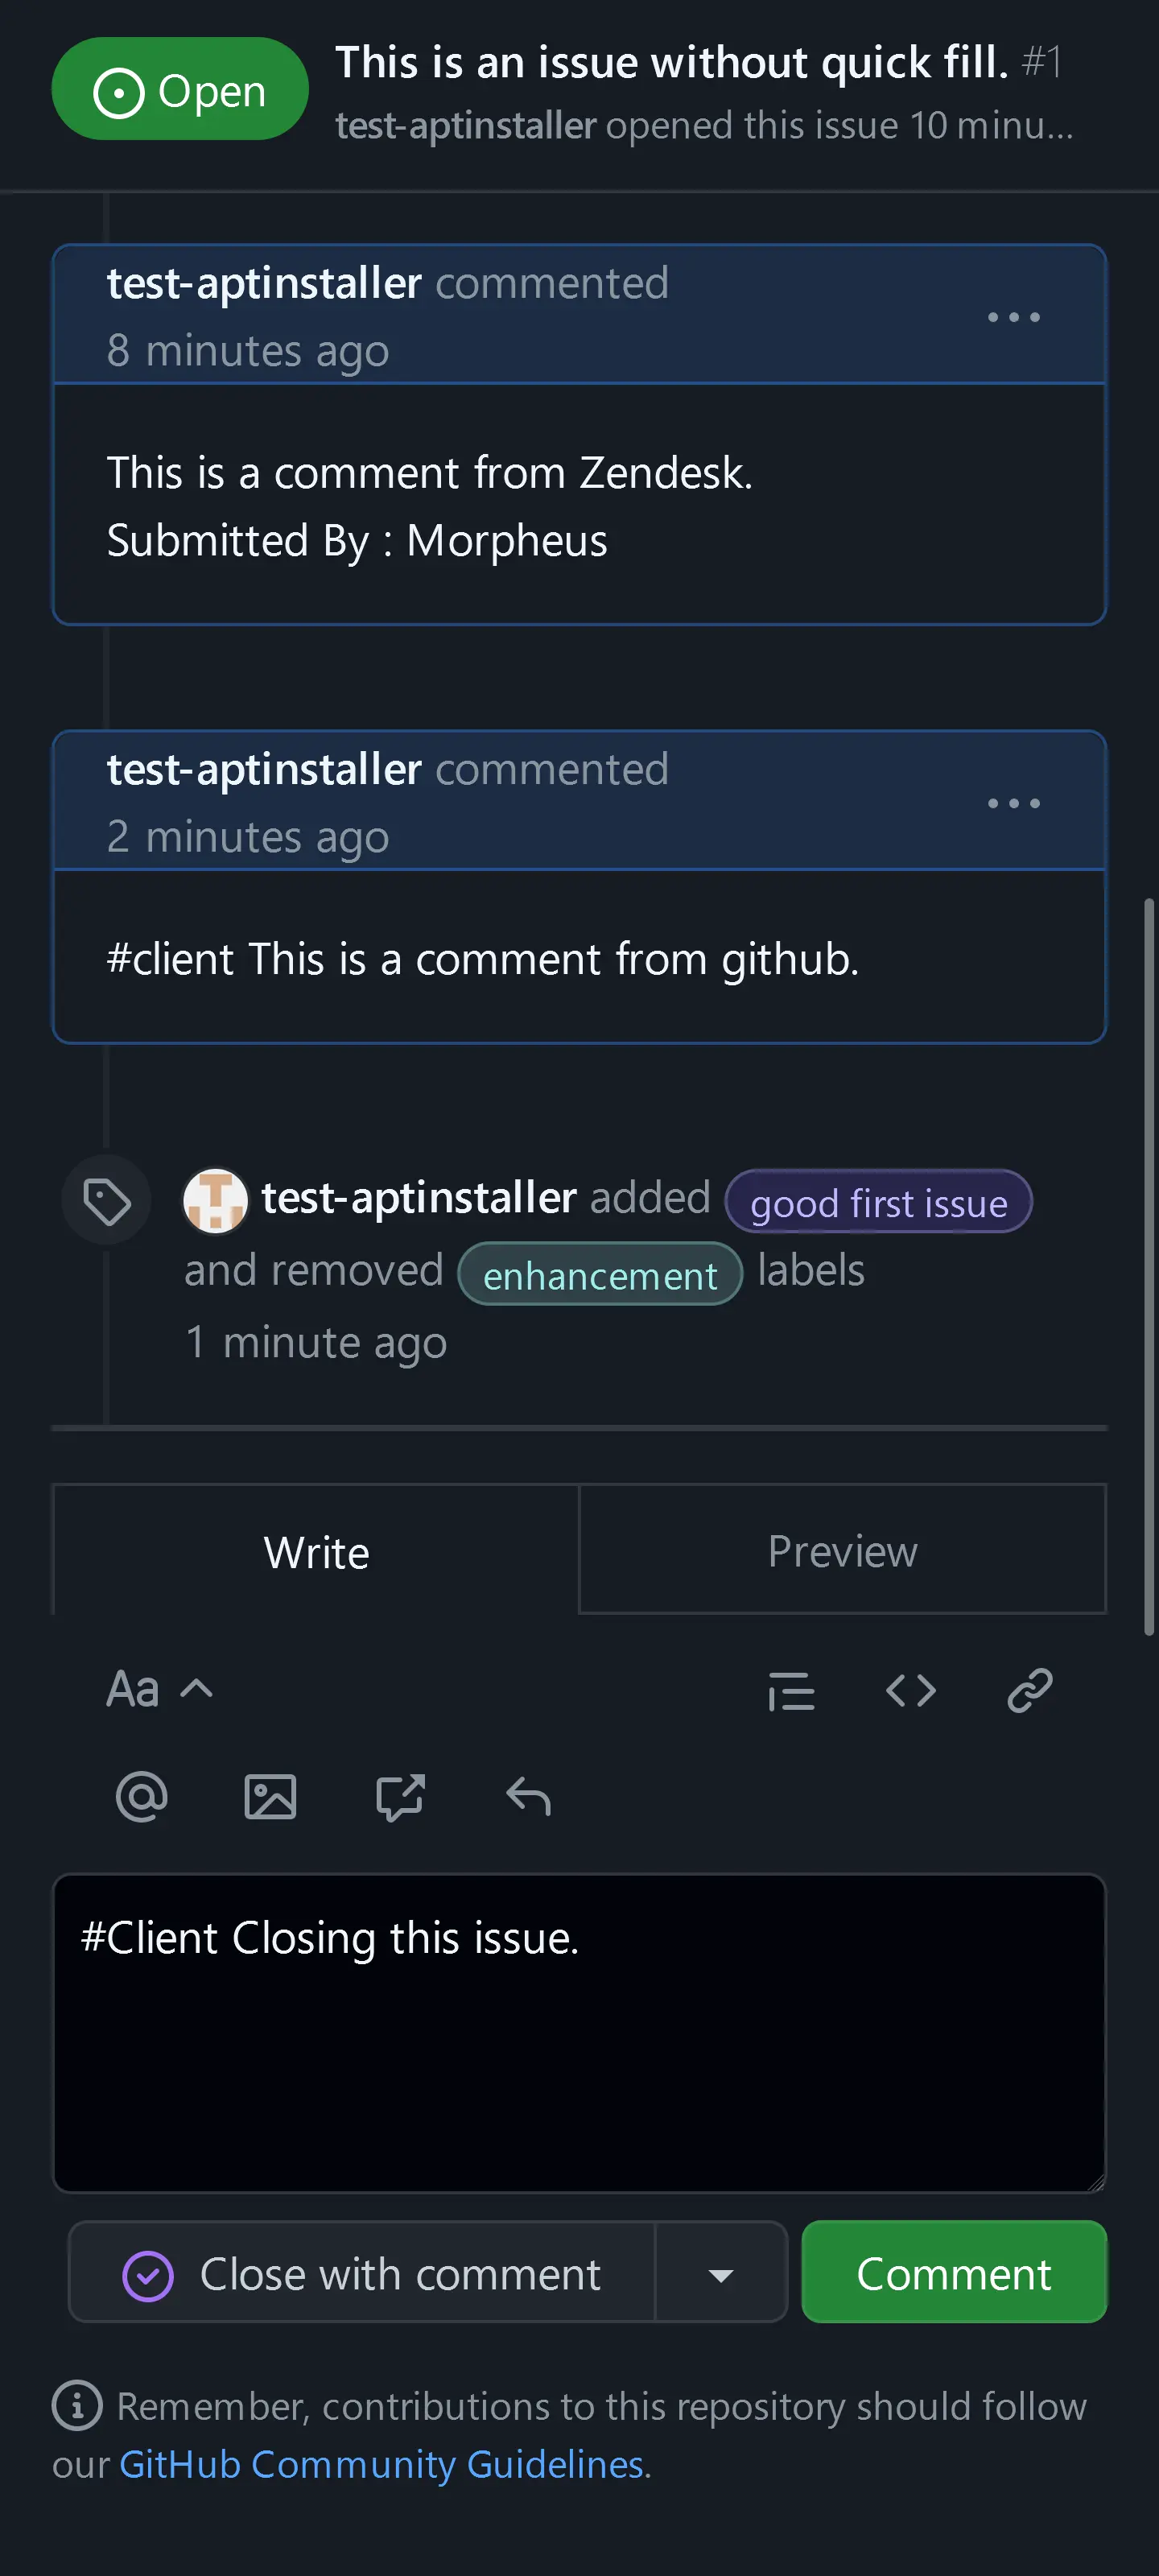 Open
This is an issue without quick fill. #1
test-aptinstaller opened this issue 10 minu...
test-aptinstaller commented
8 minutes ago
This is a comment from Zendesk.
Submitted By : Morpheus
test-aptinstaller commented
2 minutes ago
#client This is a comment from github.
test-aptinstaller added good first issue
and removed enhancement labels
1 minute ago
Write
Preview
Aa
#Client Closing this issue.
Close with comment
Comment
Remember, contributions to this repository should follow
our GitHub Community Guidelines.